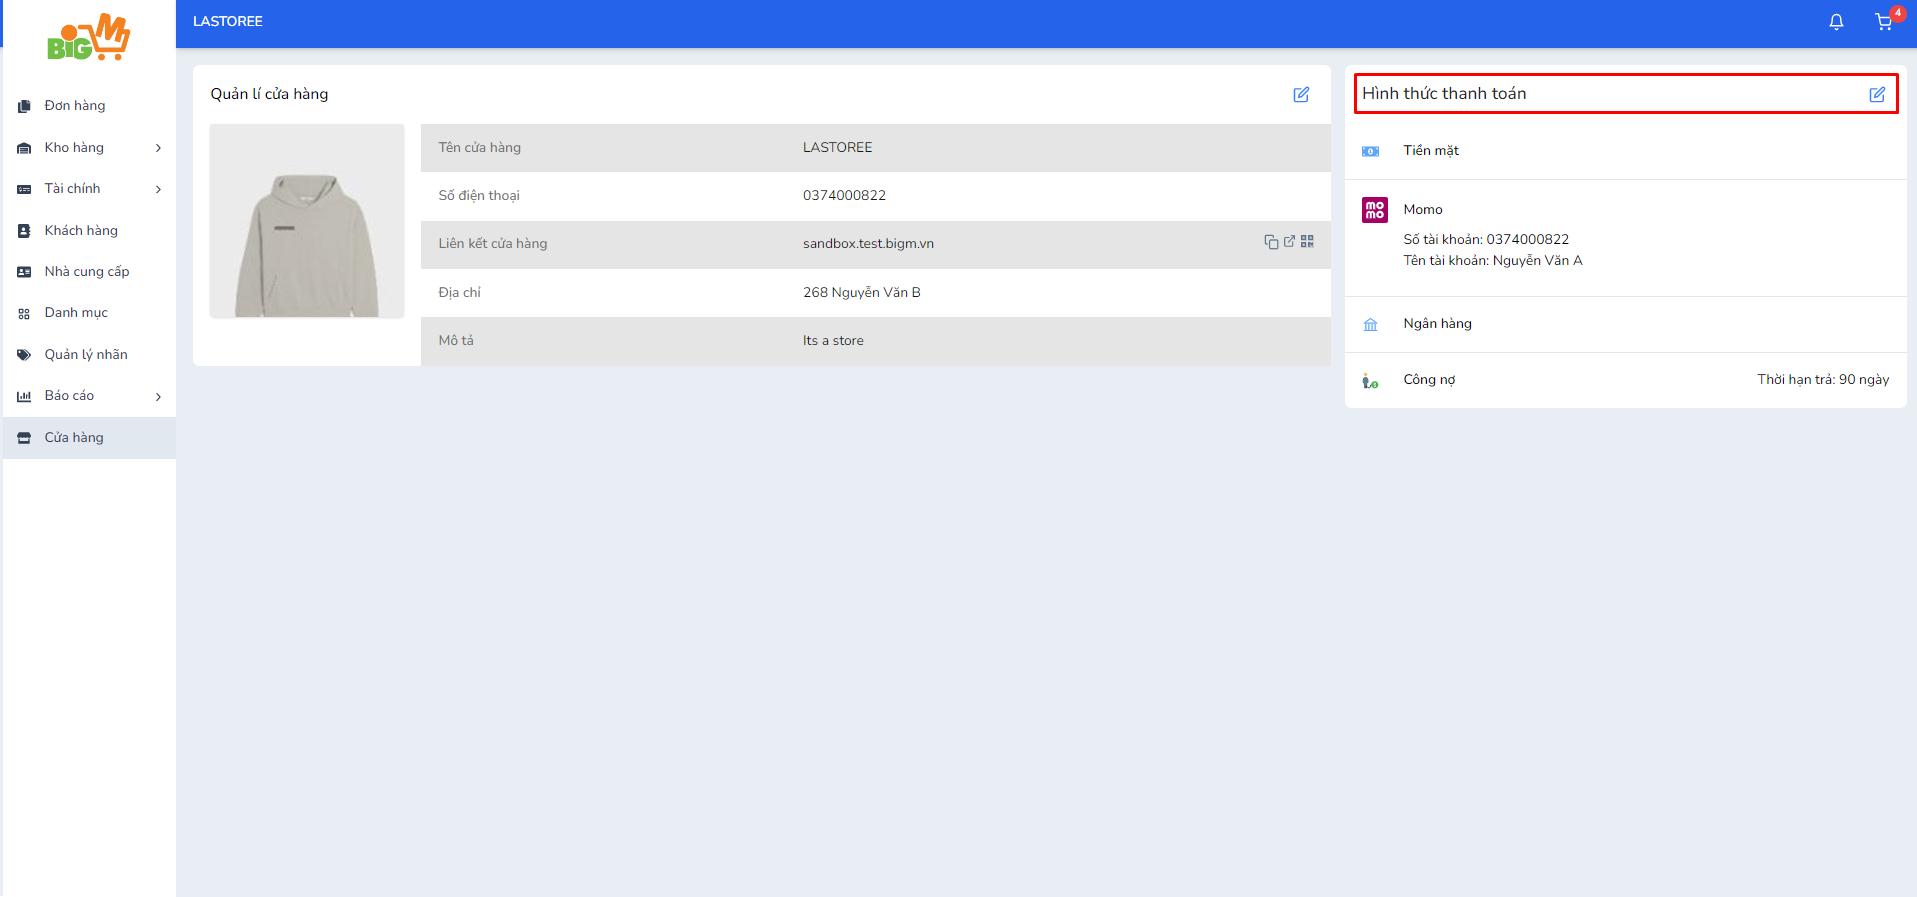 BiGM
LASTOREE
4
Đơn hàng
Kho hàng
Tài chính
Khách hàng
Nhà cung cấp
Danh mục
Quản lý nhãn
Báo cáo
Cửa hàng
Quản lí cửa hàng
Tên cửa hàng LASTOREE
Số điện thoại 0374000822
Liên kết cửa hàng sandbox.test.bigm.vn
Địa chỉ 268 Nguyễn Văn B
Mô tả Its a store
Hình thức thanh toán
Tiền mặt
momo Momo
Số tài khoản: 0374000822
Tên tài khoản: Nguyễn Văn A
Ngân hàng
Công nợ Thời hạn trả: 90 ngày